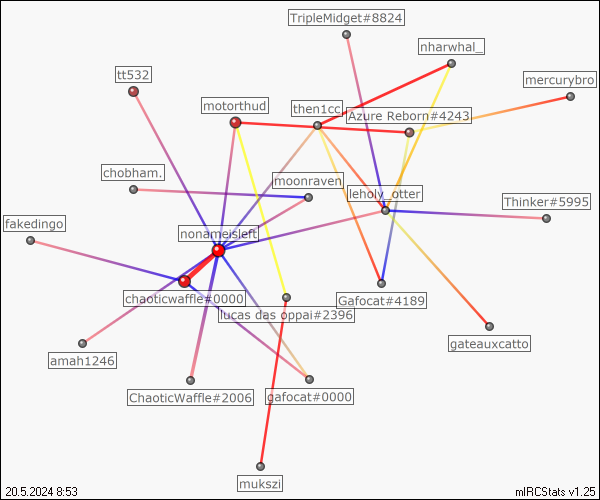 TripleMidget#8824
nharwhal_
tt532
mercurybro
motorthud
then1cc
Azure Reborn#4243
chobham.
moonraven
leholy_otter
Thinker#5995
fakedingo
nonameisleft
chaoticwaffle#0000
Gafocat#4189
lucas das oppai#2396
gateauxcatto
amah1246
ChaoticWaffle#2006
gafocat#0000
mukszi
20.5.2024 8:53
mIRCStats v1.25